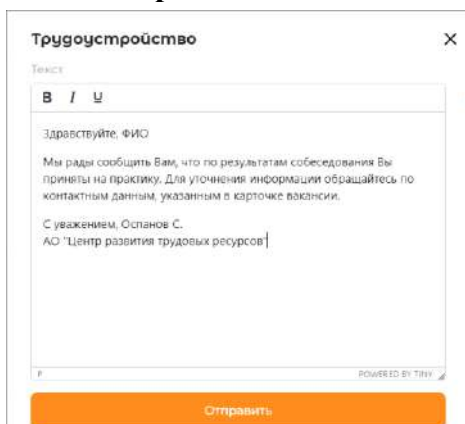 Трудоустройство
Текст
B I U
Здравствуйте, ФИО
Мы рады сообщить Вам, что по результатам собеседования Вы
приняты на практику. Для уточнения информации обращайтесь по
контактным данным, указанным в карточке вакансии.
С уважением, Оспанов С.
АО "Центр развития трудовых ресурсов"
P POWERED BY TINY
Отправить